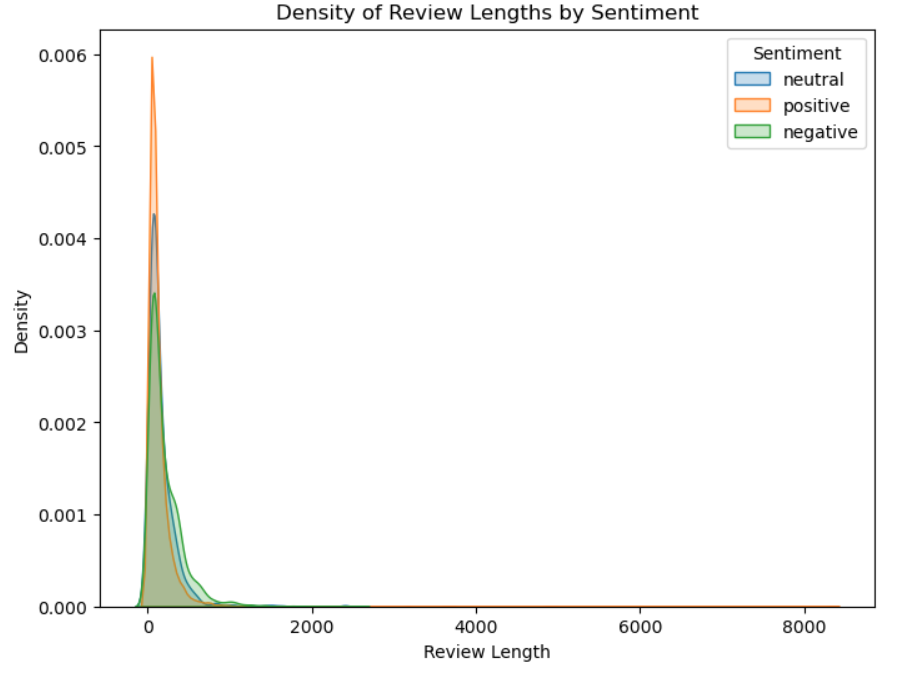 Density of Review Lengths by Sentiment
Sentiment
neutral
positive
negative
Density
0.006
0.005
0.004
0.003
0.002
0.001
0.000
0 2000 4000 6000 8000
Review Length